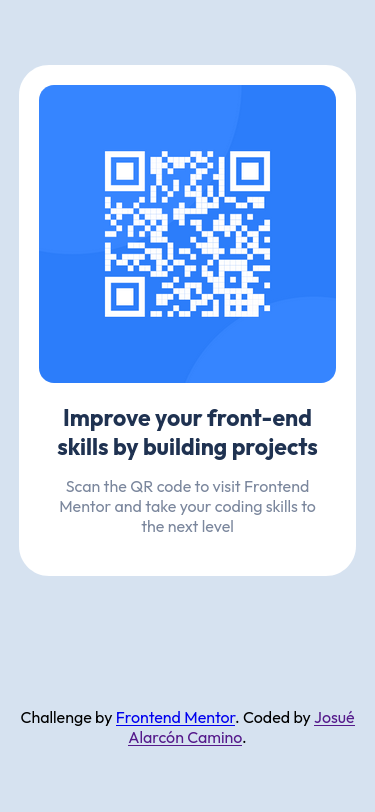 Improve your front-end
skills by building projects
Scan the QR code to visit Frontend
Mentor and take your coding skills to
the next level
Challenge by Frontend Mentor. Coded by Josué
Alarcón Camino.